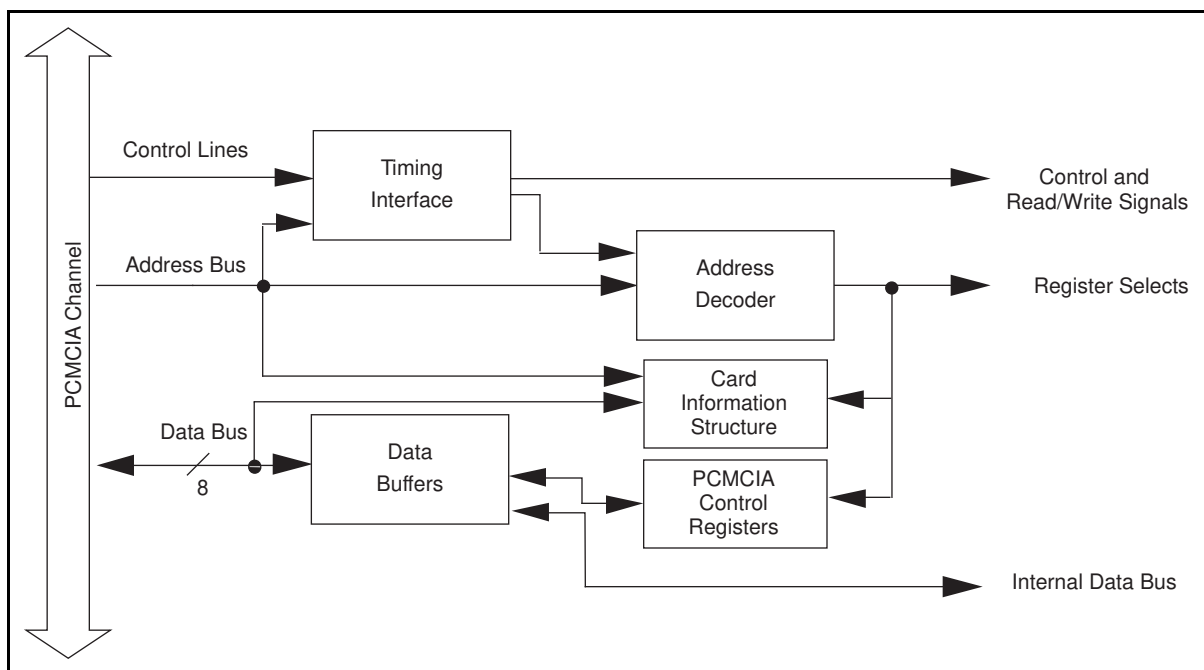 PCMCIA Channel
Control Lines
Timing
Interface
Control and
Read/Write Signals
Address Bus
Address
Decoder
Register Selects
Card
Information
Structure
Data Bus
8
Data
Buffers
PCMCIA
Control
Registers
Internal Data Bus